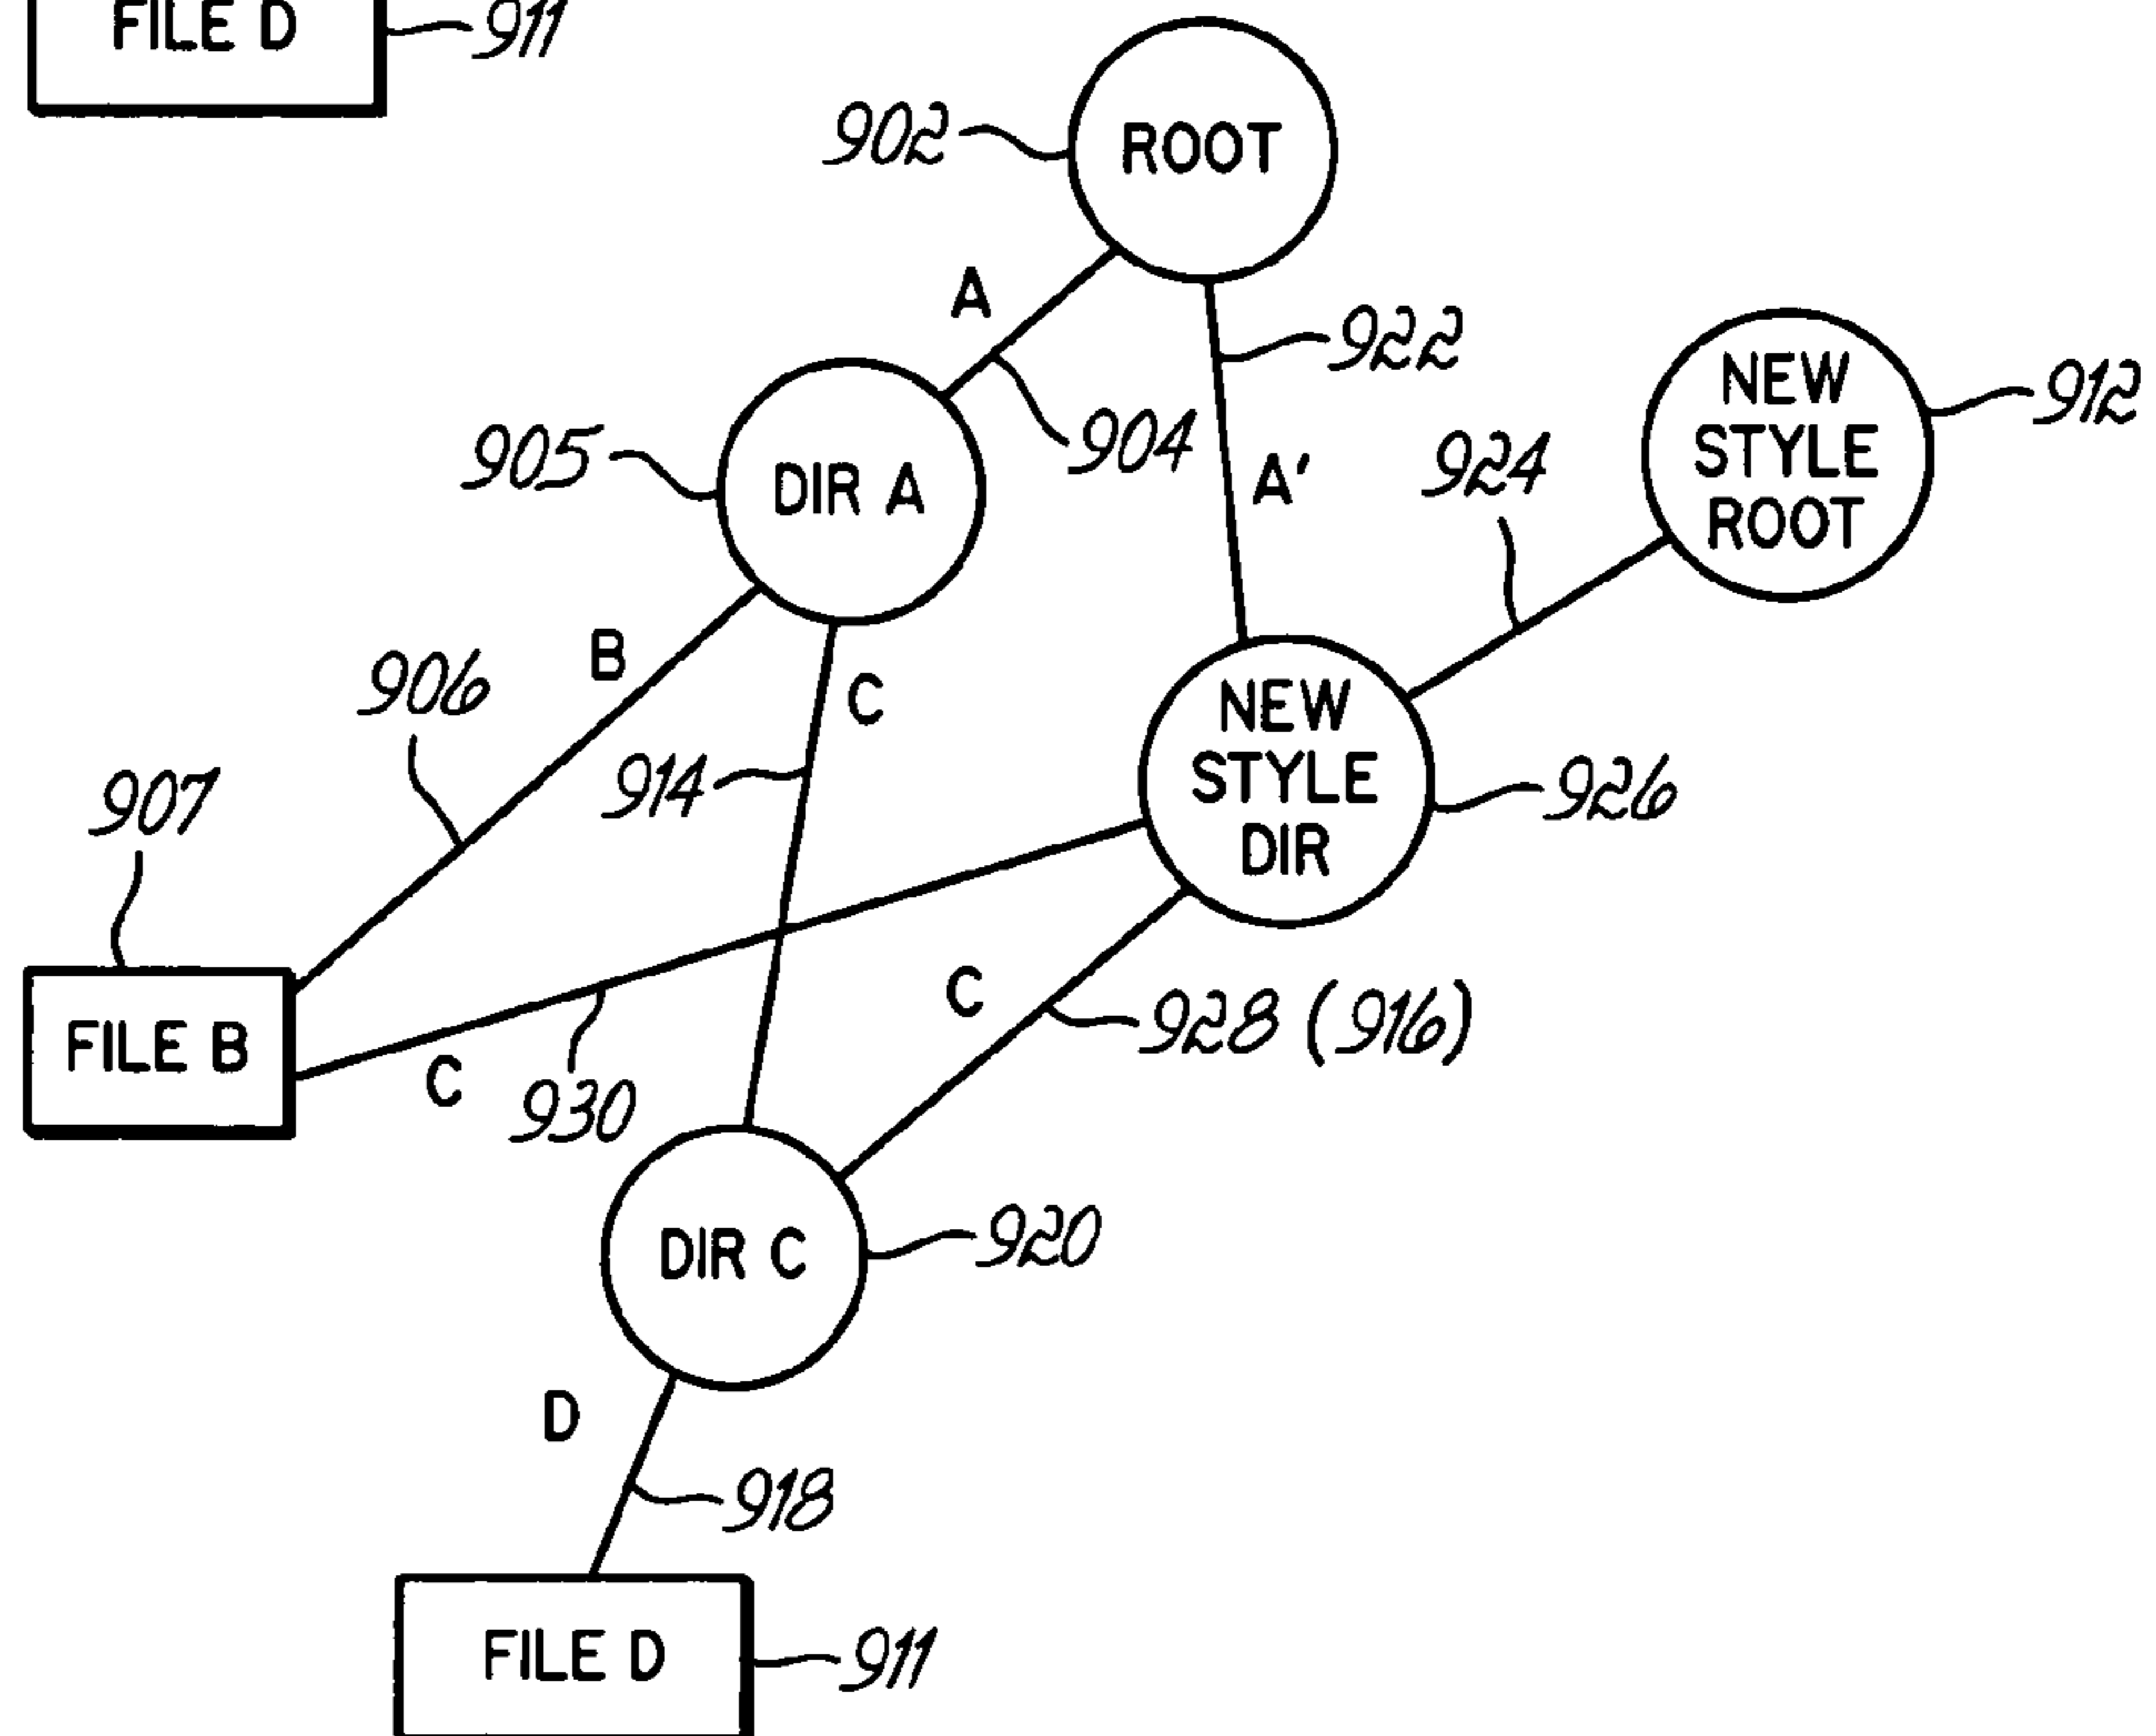 FILE D
911
ROOT
902
A
922
NEW
STYLE
ROOT
912
904
905
DIR A
A'
924
B
906
C
914
NEW
STYLE
DIR
926
907
FILE B
C
930
C
928 (916)
DIR C
920
D
918
FILE D
911